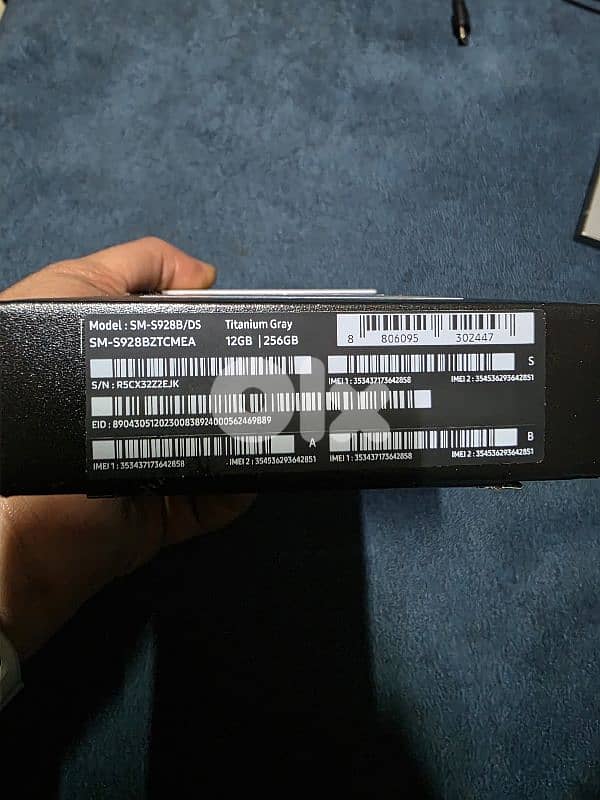 Model : SM-S928B/DS Titanium Gray
SM-S928BZTCMEA 12GB | 256GB
8 806095 302447
S/N : R5CX32Z2EJK
S
IMEI 1 : 353437173642858 IMEI 2 : 354536293642851
EID : 89043051202300838924000562469889
A
IMEI 1 : 353437173642858 IMEI 2 : 354536293642851
B
IMEI 1 : 353437173642858 IMEI 2 : 354536293642851
olx